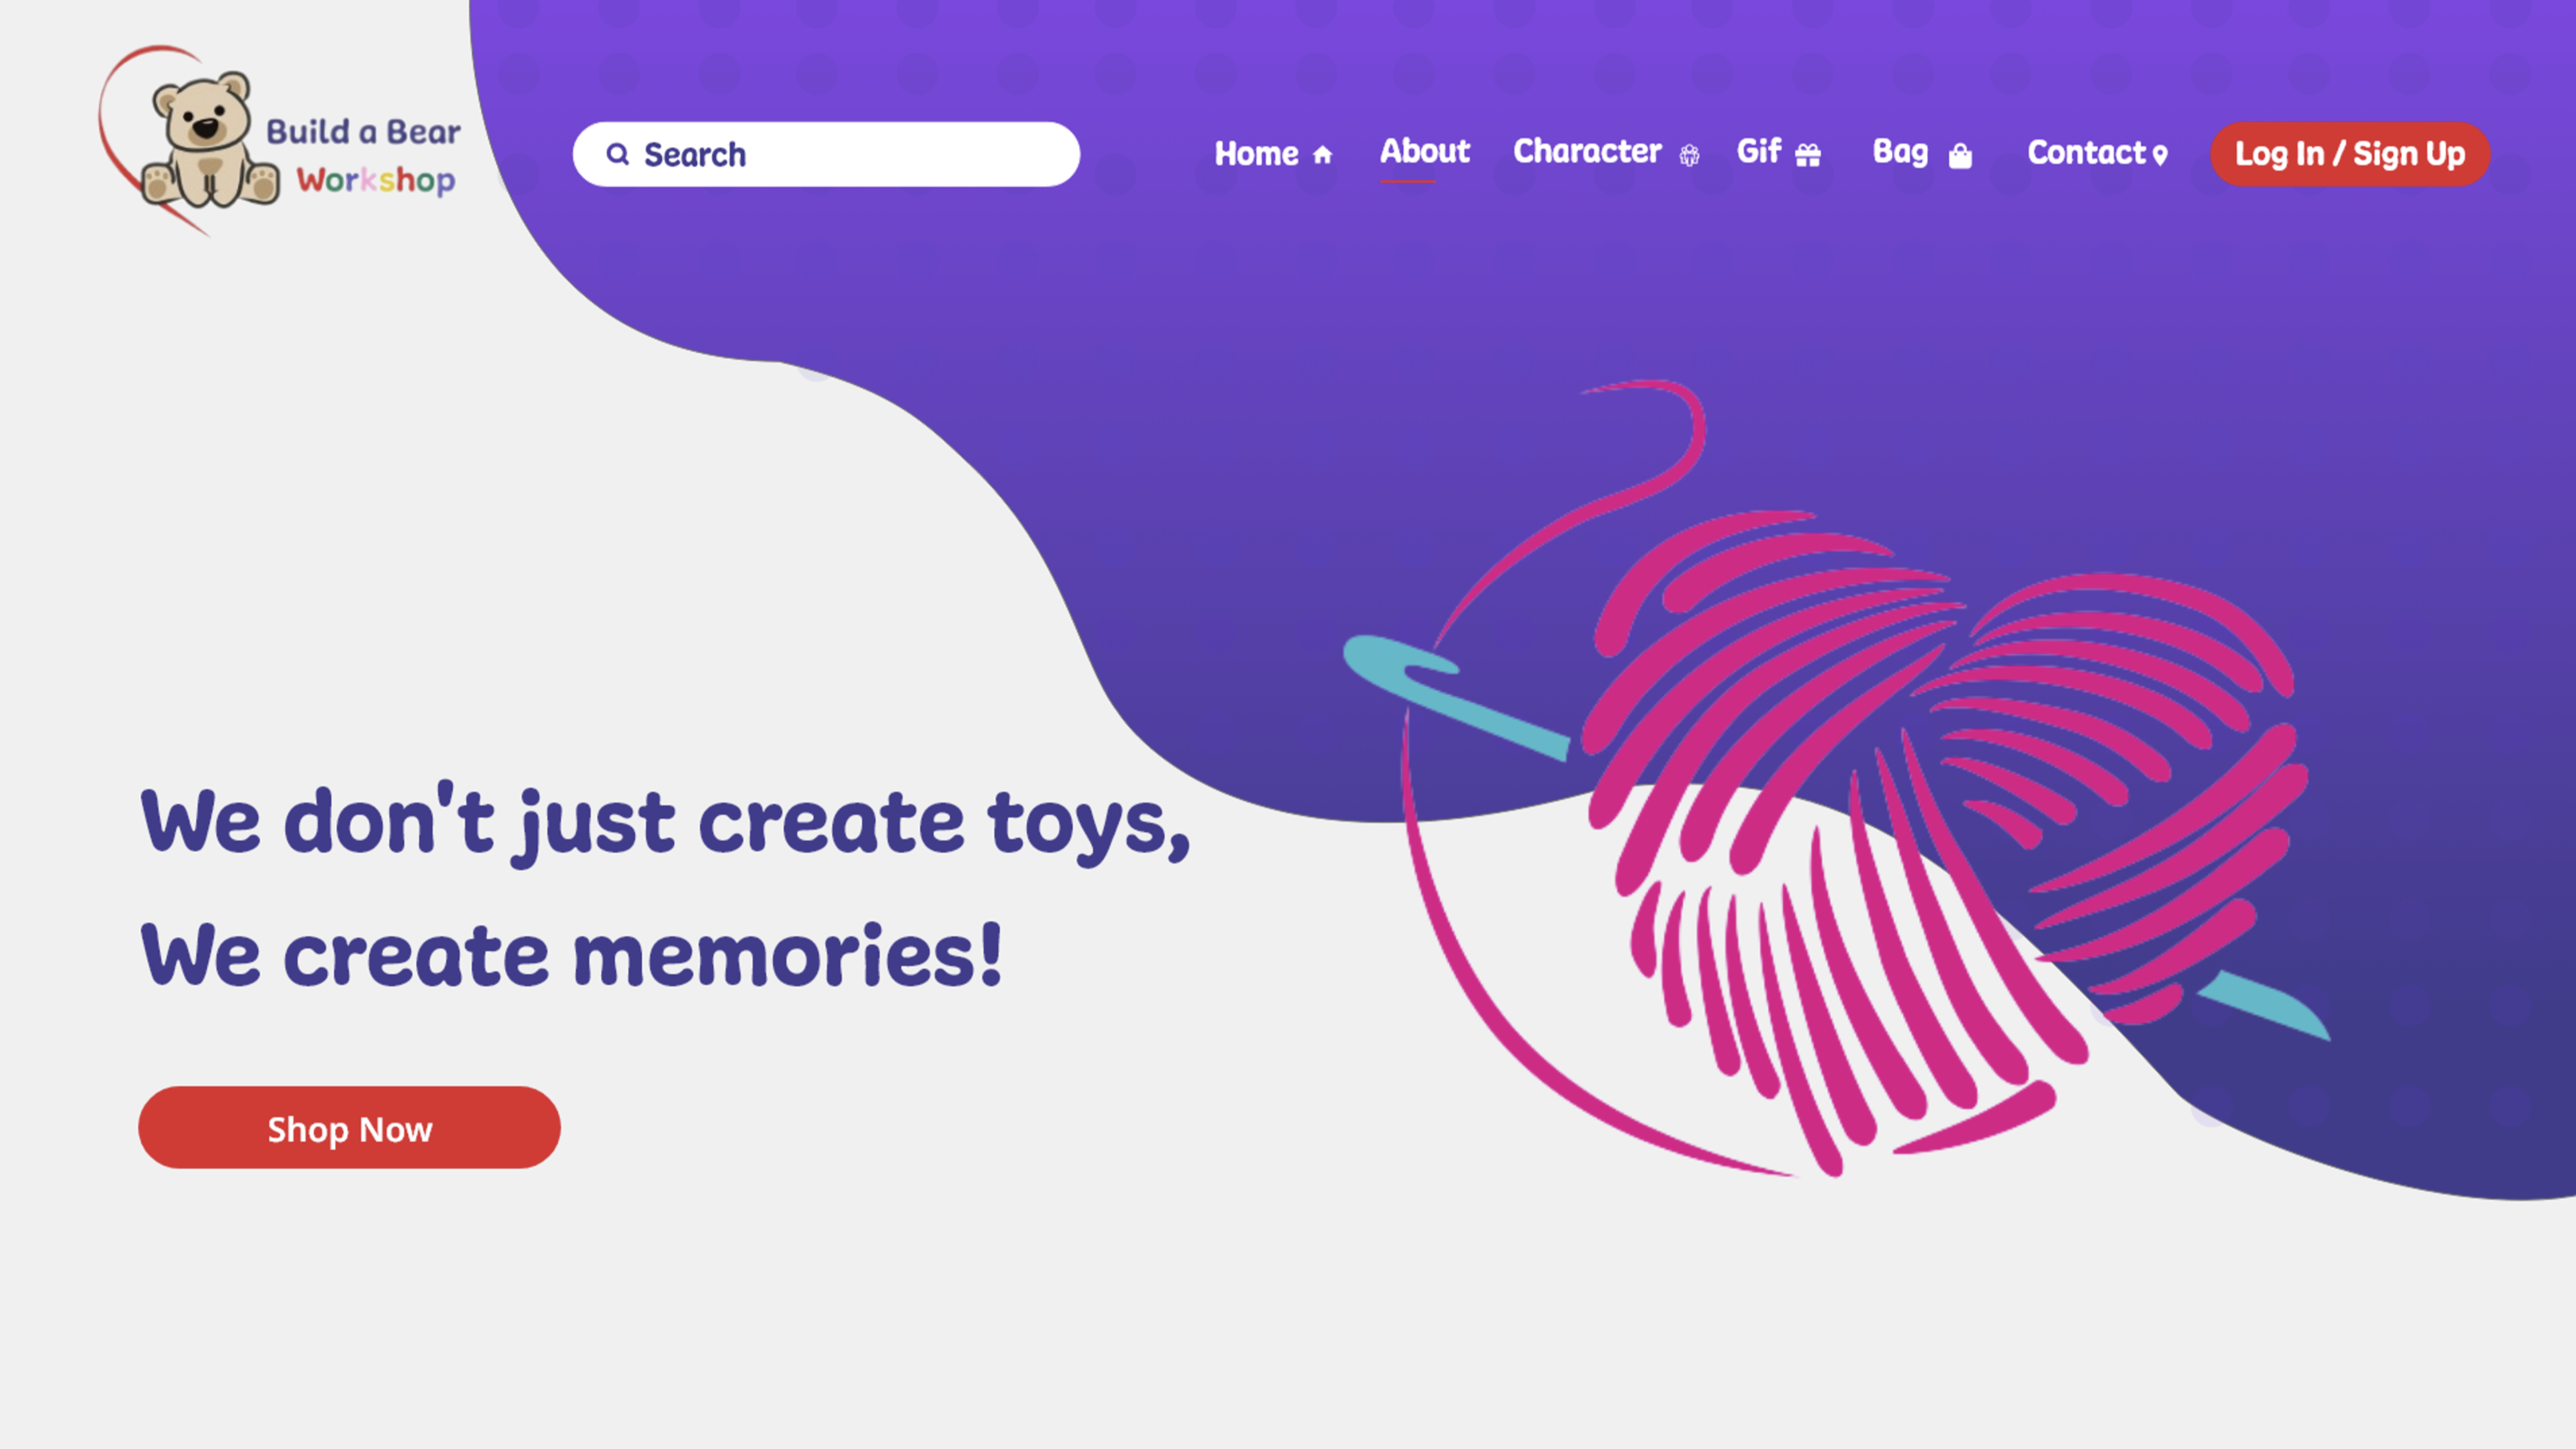 Build a Bear
Workshop
Search
Home
About
Character
Gif
Bag
Contact
Log In / Sign Up
We don't just create toys,
We create memories!
Shop Now